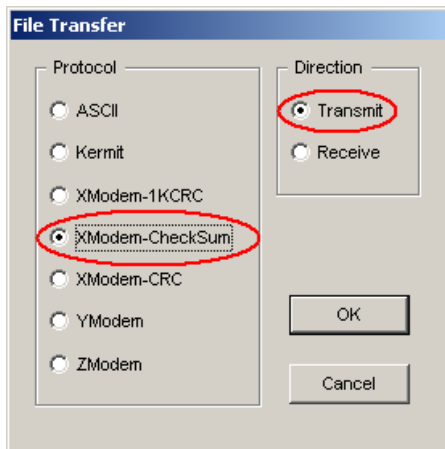 File Transfer
Protocol
ASCII
Kermit
XModem-1KCRC
XModem-CheckSum
XModem-CRC
YModem
ZModem
Direction
Transmit
Receive
OK
Cancel